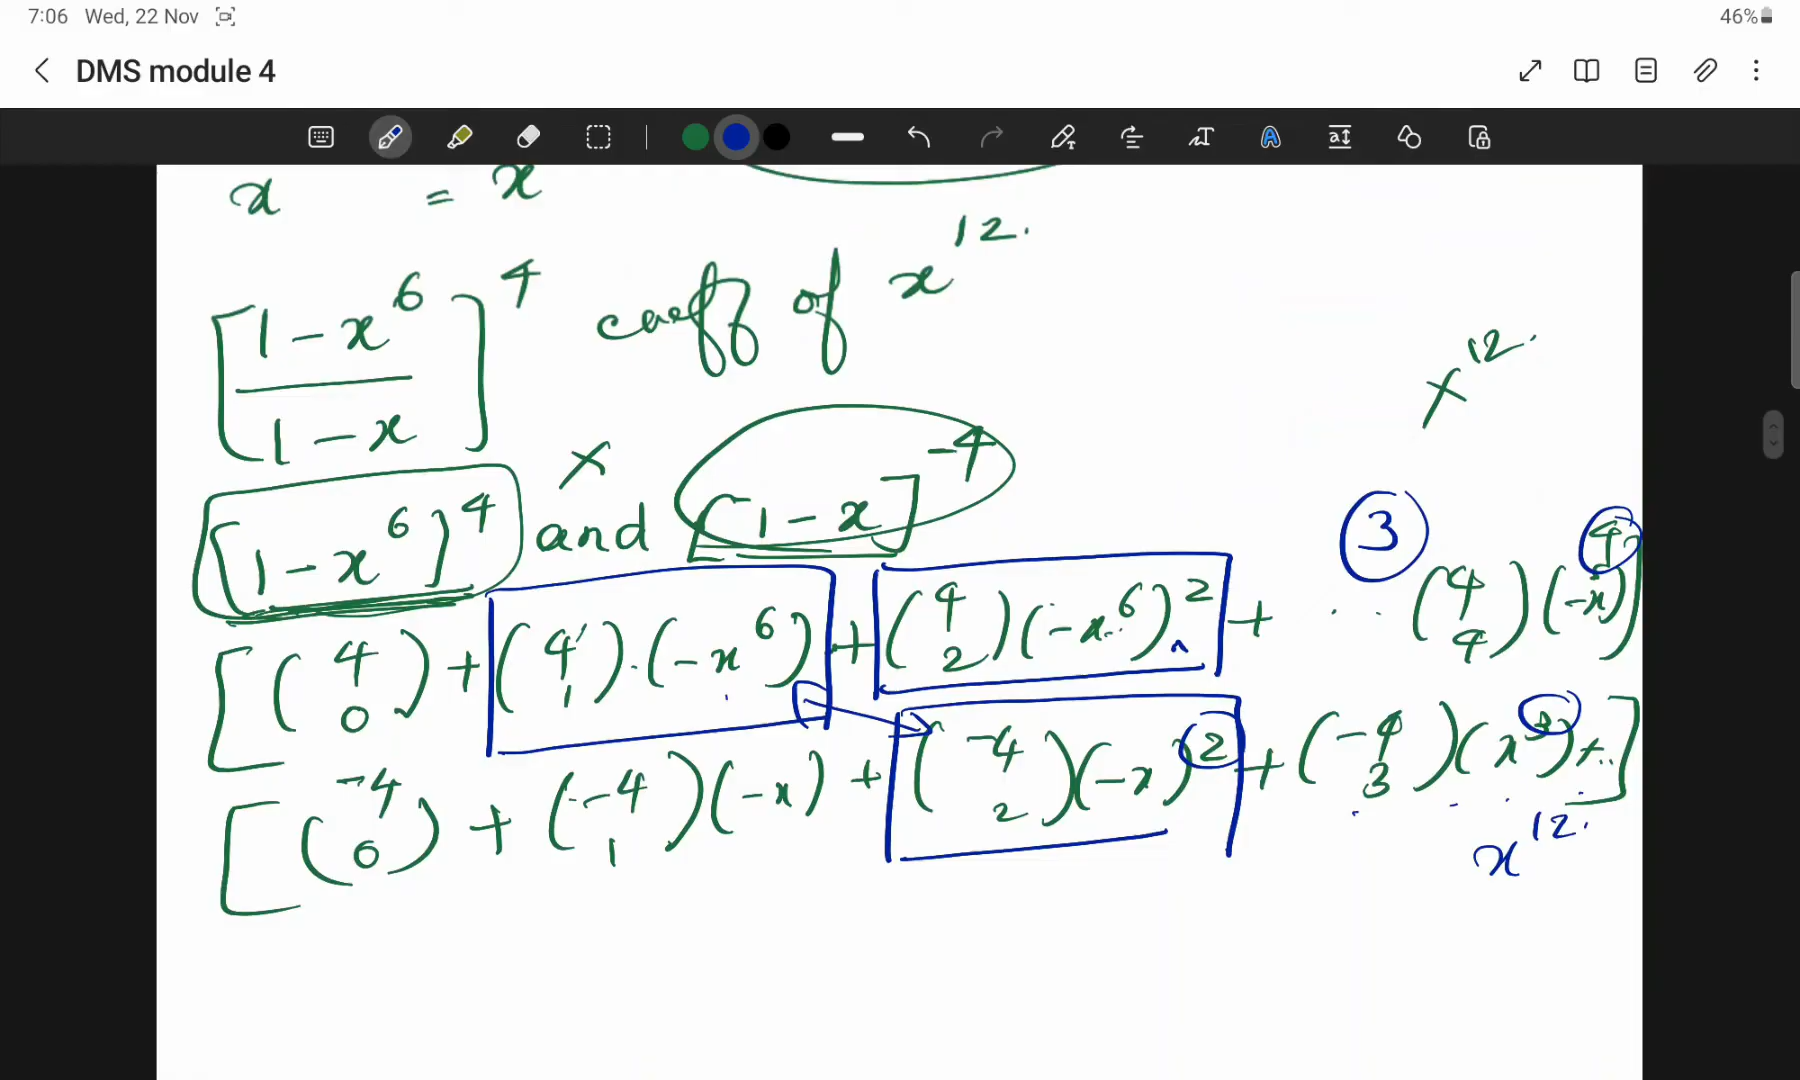 7:06 Wed, 22 Nov 46%
DMS module 4
x = x
[(1 - x^6)/(1 - x)]^4 coeff of x^12.
x^12.
[1 - x^6]^4 × and [1 - x]^-4
3
[(4 0) + (4 1).(-x^6) + (4 2)(-x^6)^2 + ... (4 4)(-x)^4]
[(-4 0) + (-4 1)(-x) + (-4 2)(-x)^2 + (-4 3)(x^3) + ..]
x^12.